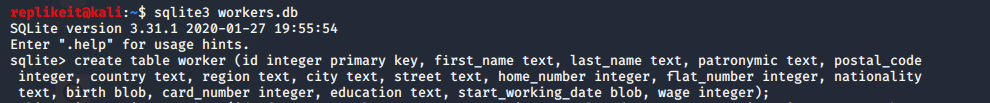 replikeit@kali:~$ sqlite3 workers.db
SQLite version 3.31.1 2020-01-27 19:55:54
Enter ".help" for usage hints.
sqlite> create table worker (id integer primary key, first_name text, last_name text, patronymic text, postal_code
integer, country text, region text, city text, street text, home_number integer, flat_number integer, nationality
text, birth blob, card_number integer, education text, start_working_date blob, wage integer);